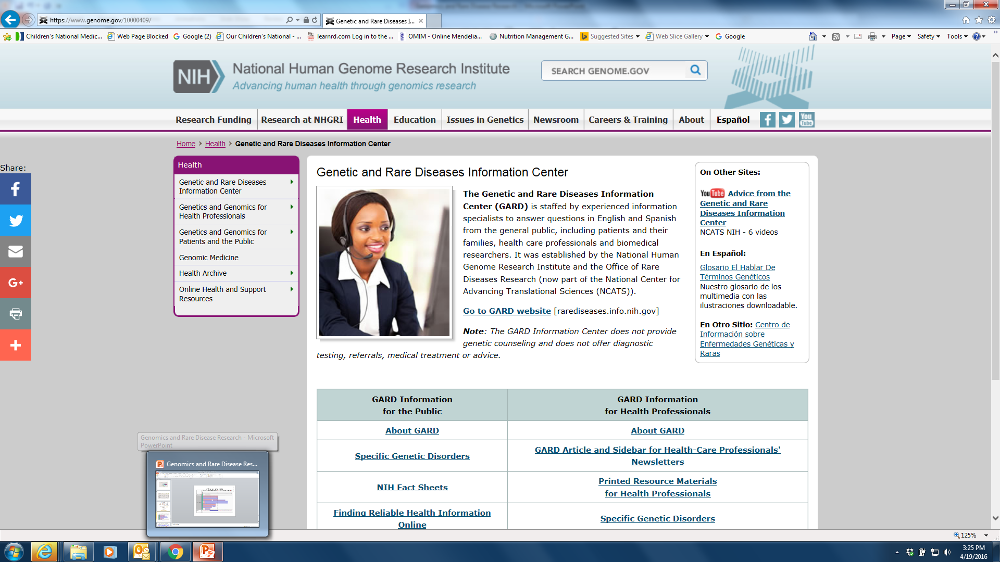 https://www.genome.gov/10000409/
Genetic and Rare Diseases I...
Children's National Medic...
Web Page Blocked
Google (2)
Our Children's National - ...
learnrd.com Log in to the ...
OMIM - Online Mendelia...
Nutrition Management G...
Suggested Sites
Web Slice Gallery
Google
Page
Safety
Tools
NIH
National Human Genome Research Institute
Advancing human health through genomics research
SEARCH GENOME.GOV
Research Funding
Research at NHGRI
Health
Education
Issues in Genetics
Newsroom
Careers & Training
About
Español
You
Tube
Home
Health
Genetic and Rare Diseases Information Center
Share:
G+
Health
Genetic and Rare Diseases
Information Center
Genetics and Genomics for
Health Professionals
Genetics and Genomics for
Patients and the Public
Genomic Medicine
Health Archive
Online Health and Support
Resources
Genetic and Rare Diseases Information Center
The Genetic and Rare Diseases Information
Center (GARD) is staffed by experienced information
specialists to answer questions in English and Spanish
from the general public, including patients and their
families, health care professionals and biomedical
researchers. It was established by the National Human
Genome Research Institute and the Office of Rare
Diseases Research (now part of the National Center for
Advancing Translational Sciences (NCATS)).
Go to GARD website [rarediseases.info.nih.gov]
Note: The GARD Information Center does not provide
genetic counseling and does not offer diagnostic
testing, referrals, medical treatment or advice.
On Other Sites:
YouTube Advice from the
Genetic and Rare
Diseases Information
Center
NCATS NIH - 6 videos
En Español:
Glosario El Hablar De
Términos Genéticos
Nuestro glosario de los
multimedia con las
ilustraciones downloadable.
En Otro Sitio: Centro de
Información sobre
Enfermedades Genéticas y
Raras
GARD Information
for the Public
GARD Information
for Health Professionals
About GARD
About GARD
Specific Genetic Disorders
GARD Article and Sidebar for Health-Care Professionals'
Newsletters
NIH Fact Sheets
Printed Resource Materials
for Health Professionals
Finding Reliable Health Information
Online
Specific Genetic Disorders
Genomics and Rare Disease Research - Microsoft
PowerPoint
Genomics and Rare Disease Res...
125%
3:25 PM
4/19/2016